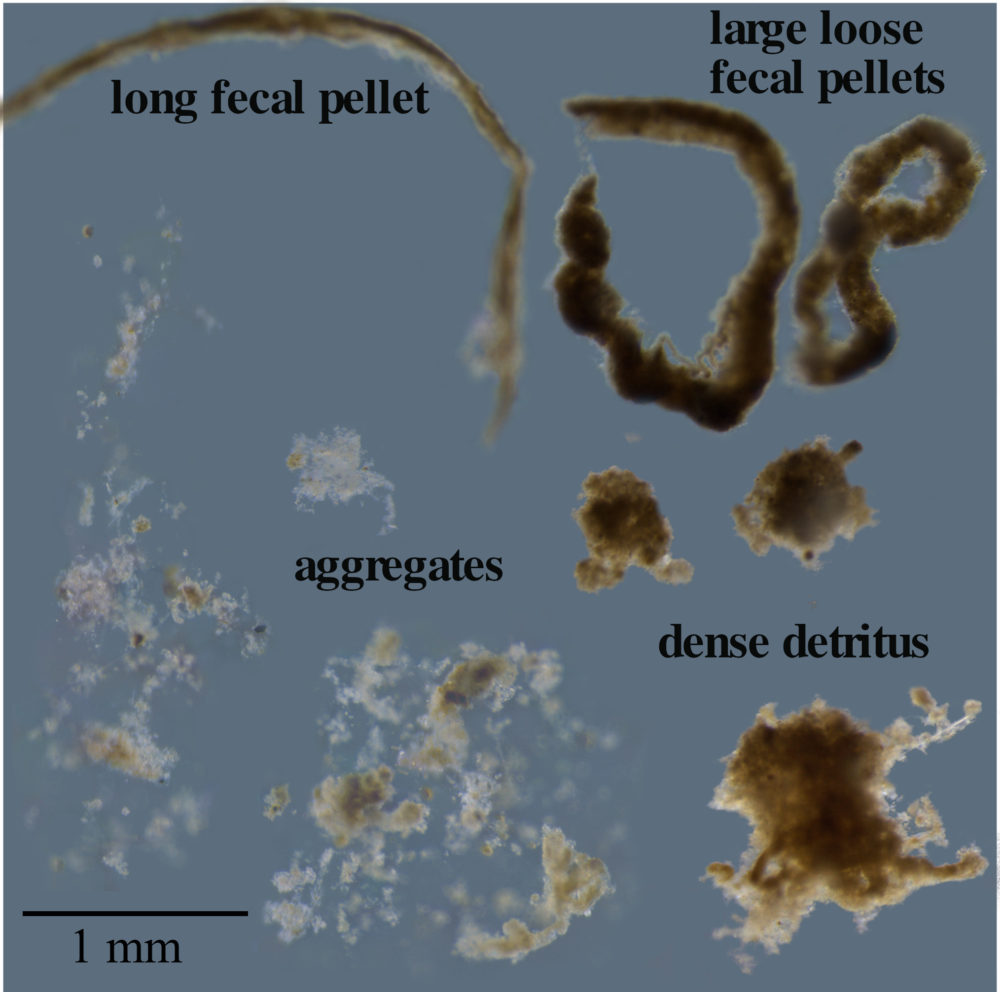 large loose
fecal pellets
long fecal pellet
aggregates
dense detritus
1 mm